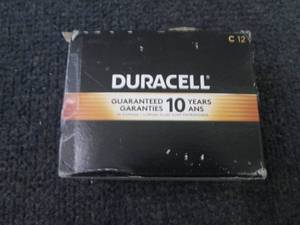 C 12
DURACELL
GUARANTEED 10 YEARS
GARANTIES ANS